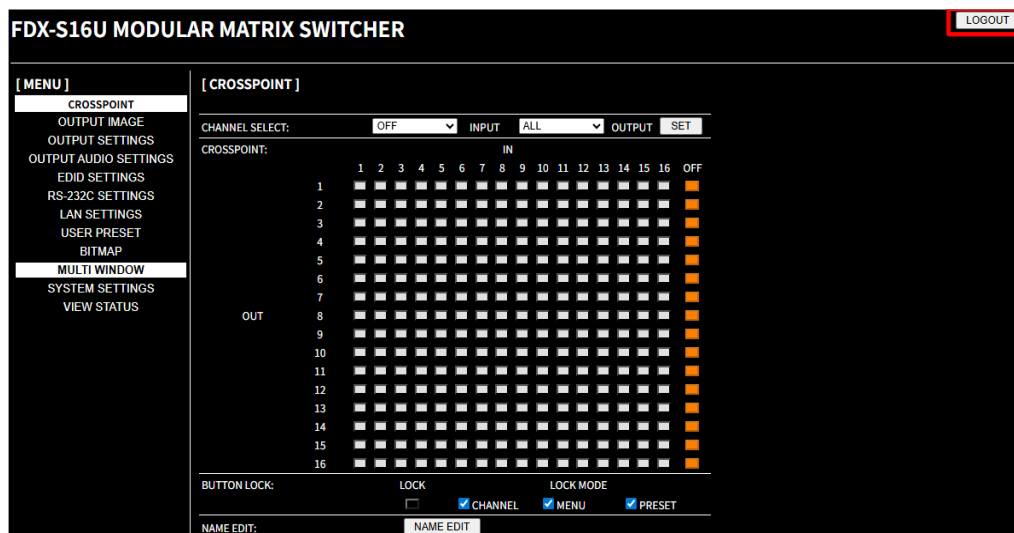 FDX-S16U MODULAR MATRIX SWITCHER
LOGOUT
[ MENU ]
CROSSPOINT
OUTPUT IMAGE
OUTPUT SETTINGS
OUTPUT AUDIO SETTINGS
EDID SETTINGS
RS-232C SETTINGS
LAN SETTINGS
USER PRESET
BITMAP
MULTI WINDOW
SYSTEM SETTINGS
VIEW STATUS
[ CROSSPOINT ]
CHANNEL SELECT: OFF INPUT ALL OUTPUT SET
CROSSPOINT: IN
1 2 3 4 5 6 7 8 9 10 11 12 13 14 15 16 OFF
1
2
3
4
5
6
7
OUT 8
9
10
11
12
13
14
15
16
BUTTON LOCK: LOCK LOCK MODE
CHANNEL MENU PRESET
NAME EDIT: NAME EDIT